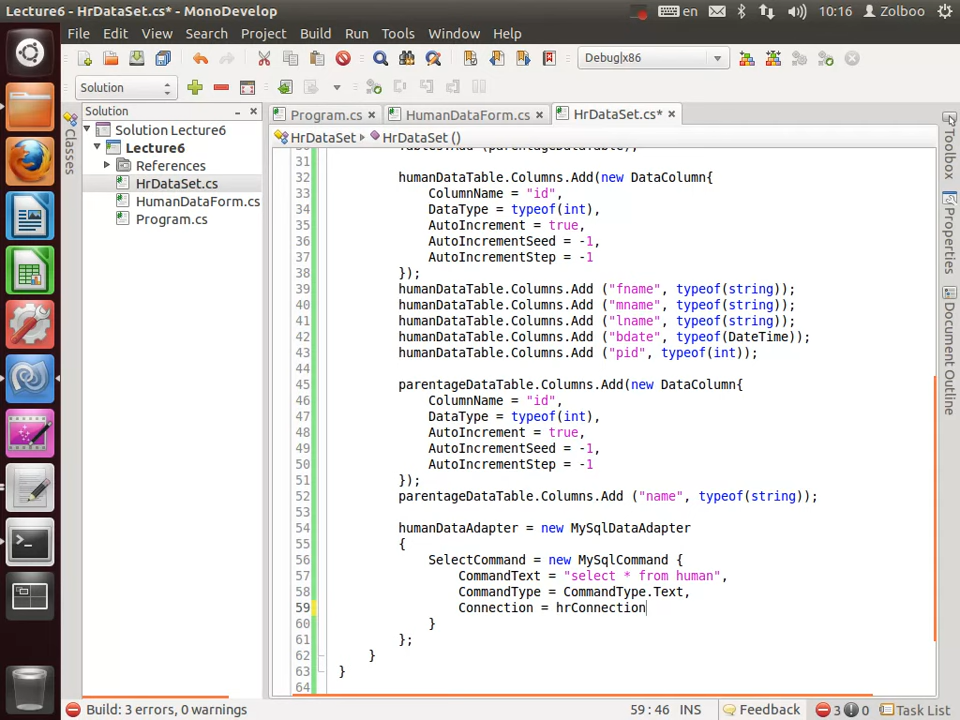 Lecture6 - HrDataSet.cs* - MonoDevelop
en
10:16
Zolboo
File Edit View Search Project Build Run Tools Window Help
Debug|x86
Solution
Solution
Classes
Solution Lecture6
Lecture6
References
HrDataSet.cs
HumanDataForm.cs
Program.cs
Program.cs
HumanDataForm.cs
HrDataSet.cs*
HrDataSet
HrDataSet ()
31
32 humanDataTable.Columns.Add(new DataColumn{
33 ColumnName = "id",
34 DataType = typeof(int),
35 AutoIncrement = true,
36 AutoIncrementSeed = -1,
37 AutoIncrementStep = -1
38 });
39 humanDataTable.Columns.Add ("fname", typeof(string));
40 humanDataTable.Columns.Add ("mname", typeof(string));
41 humanDataTable.Columns.Add ("lname", typeof(string));
42 humanDataTable.Columns.Add ("bdate", typeof(DateTime));
43 humanDataTable.Columns.Add ("pid", typeof(int));
44
45 parentageDataTable.Columns.Add(new DataColumn{
46 ColumnName = "id",
47 DataType = typeof(int),
48 AutoIncrement = true,
49 AutoIncrementSeed = -1,
50 AutoIncrementStep = -1
51 });
52 parentageDataTable.Columns.Add ("name", typeof(string));
53
54 humanDataAdapter = new MySqlDataAdapter
55 {
56 SelectCommand = new MySqlCommand {
57 CommandText = "select * from human",
58 CommandType = CommandType.Text,
59 Connection = hrConnection
60 }
61 };
62 }
63 }
64
Toolbox
Properties
Document Outline
Build: 3 errors, 0 warnings
59 : 46 INS
Feedback
3
0
Task List